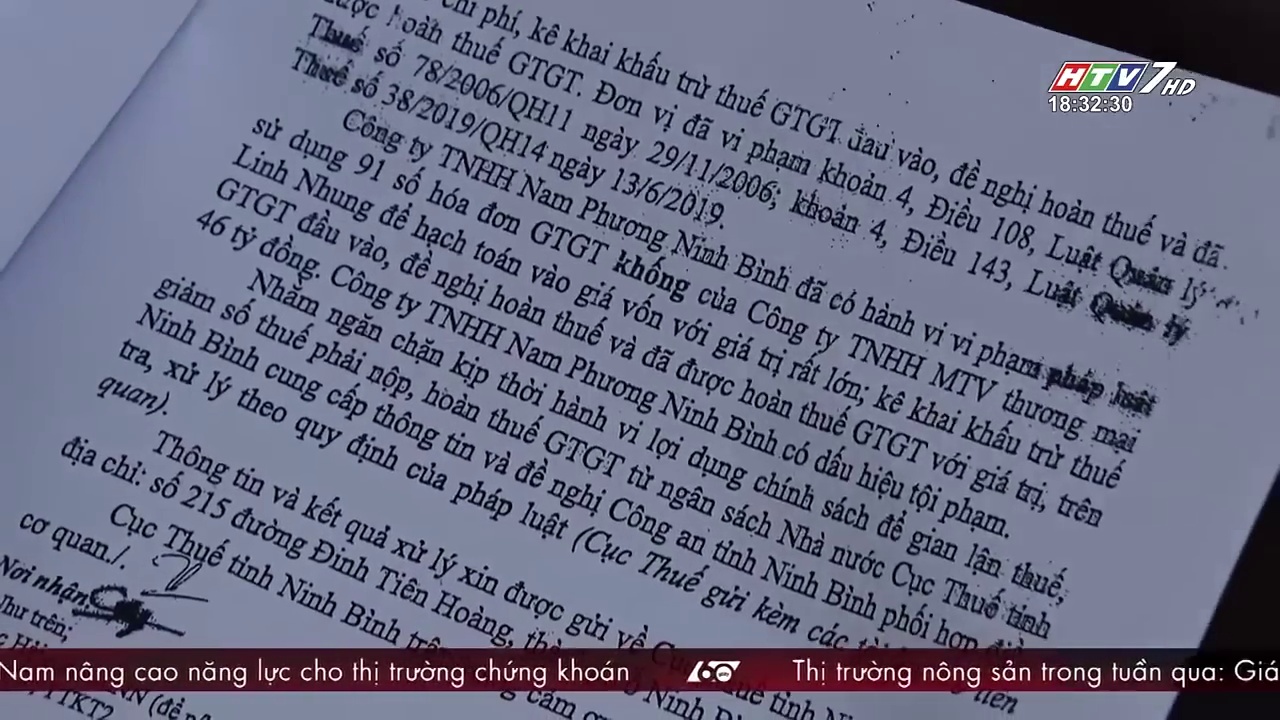 chi phí, kê khai khấu trừ thuế GTGT đầu vào, đề nghị hoàn thuế và đã
được hoàn thuế GTGT. Đơn vị đã vi phạm khoản 4, Điều 108, Luật Quản lý
Thuế số 78/2006/QH11 ngày 29/11/2006; khoản 4, Điều 143, Luật Quản lý
Thuế số 38/2019/QH14 ngày 13/6/2019.
Công ty TNHH Nam Phương Ninh Bình đã có hành vi vi phạm pháp luật
sử dụng 91 số hóa đơn GTGT khống của Công ty TNHH MTV thương mại
Linh Nhung để hạch toán vào giá vốn với giá trị rất lớn; kê khai khấu trừ thuế
GTGT đầu vào, đề nghị hoàn thuế và đã được hoàn thuế GTGT với giá trị, trên
46 tỷ đồng. Công ty TNHH Nam Phương Ninh Bình có dấu hiệu tội phạm.
Nhằm ngăn chặn kịp thời hành vi lợi dụng chính sách để gian lận thuế,
giảm số thuế phải nộp, hoàn thuế GTGT từ ngân sách Nhà nước Cục Thuế tỉnh
Ninh Bình cung cấp thông tin và đề nghị Công an tỉnh Ninh Bình phối hợp điều
tra, xử lý theo quy định của pháp luật (Cục Thuế gửi kèm các tài liên
quan).
Thông tin và kết quả xử lý xin được gửi về Cục Thuế tỉnh N
địa chỉ: số 215 đường Đinh Tiên Hoàng, Ninh
Cục Thuế tỉnh Ninh Bình cảm
cơ quan./.
Nơi nhận
Như trên;
(để
TTKT2
HTV7 HD
18:32:30
Nam nâng cao năng lực cho thị trường chứng khoán
60
Thị trường nông sản trong tuần qua: Giá